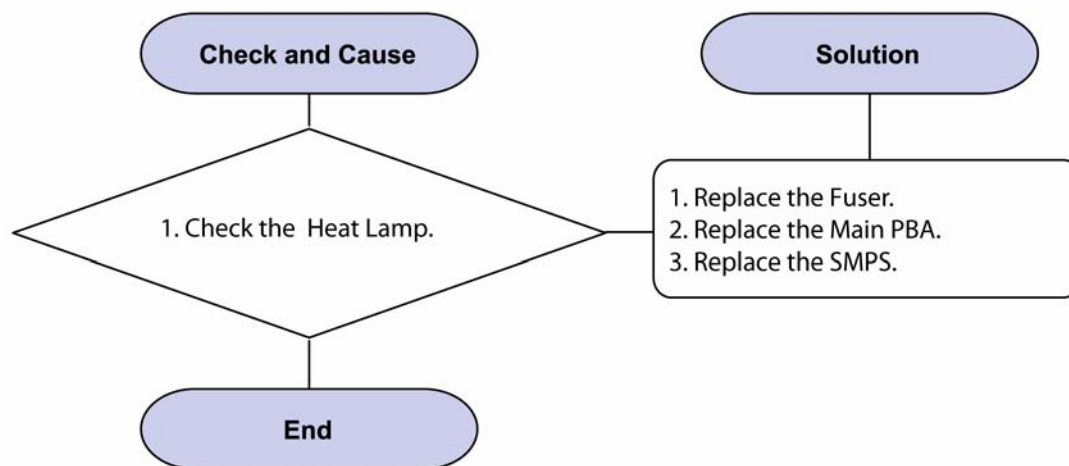 Check and Cause
Solution
1. Check the Heat Lamp.
1. Replace the Fuser.
2. Replace the Main PBA.
3. Replace the SMPS.
End